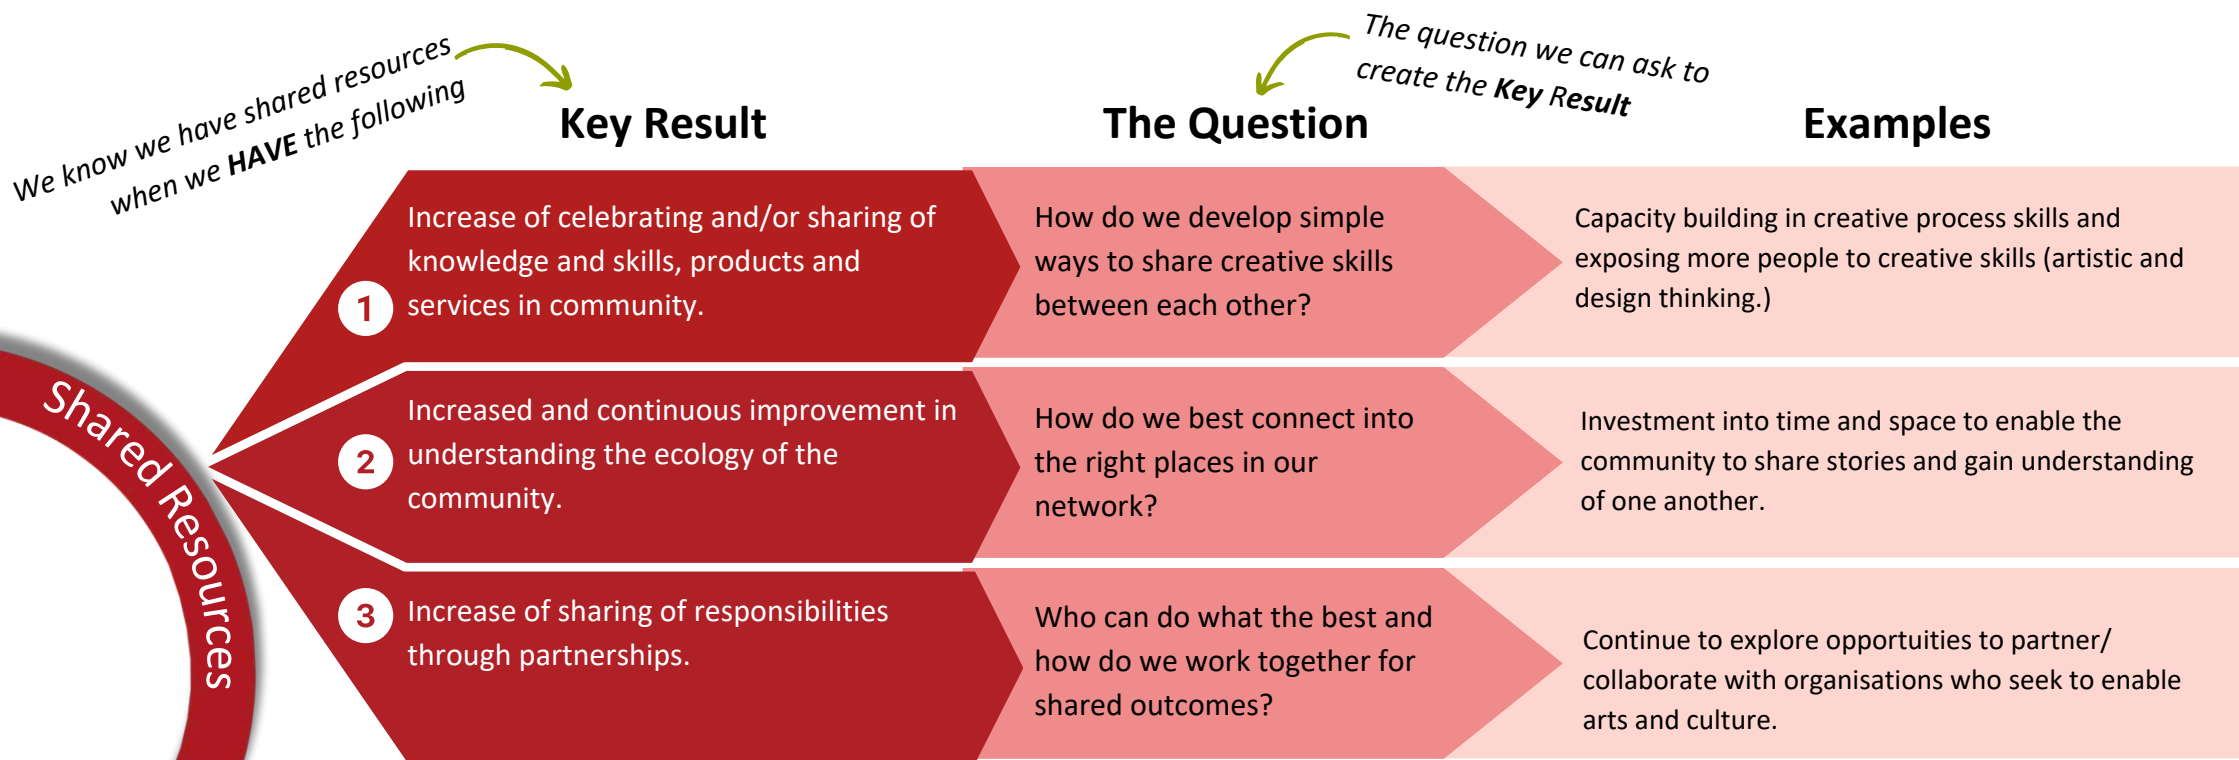 We know we have shared resources
when we HAVE the following
The question we can ask to
create the Key Result
Key Result
The Question
Examples
Shared Resources
1
Increase of celebrating and/or sharing of
knowledge and skills, products and
services in community.
How do we develop simple
ways to share creative skills
between each other?
Capacity building in creative process skills and
exposing more people to creative skills (artistic and
design thinking.)
2
Increased and continuous improvement in
understanding the ecology of the
community.
How do we best connect into
the right places in our
network?
Investment into time and space to enable the
community to share stories and gain understanding
of one another.
3
Increase of sharing of responsibilities
through partnerships.
Who can do what the best and
how do we work together for
shared outcomes?
Continue to explore opportuities to partner/
collaborate with organisations who seek to enable
arts and culture.